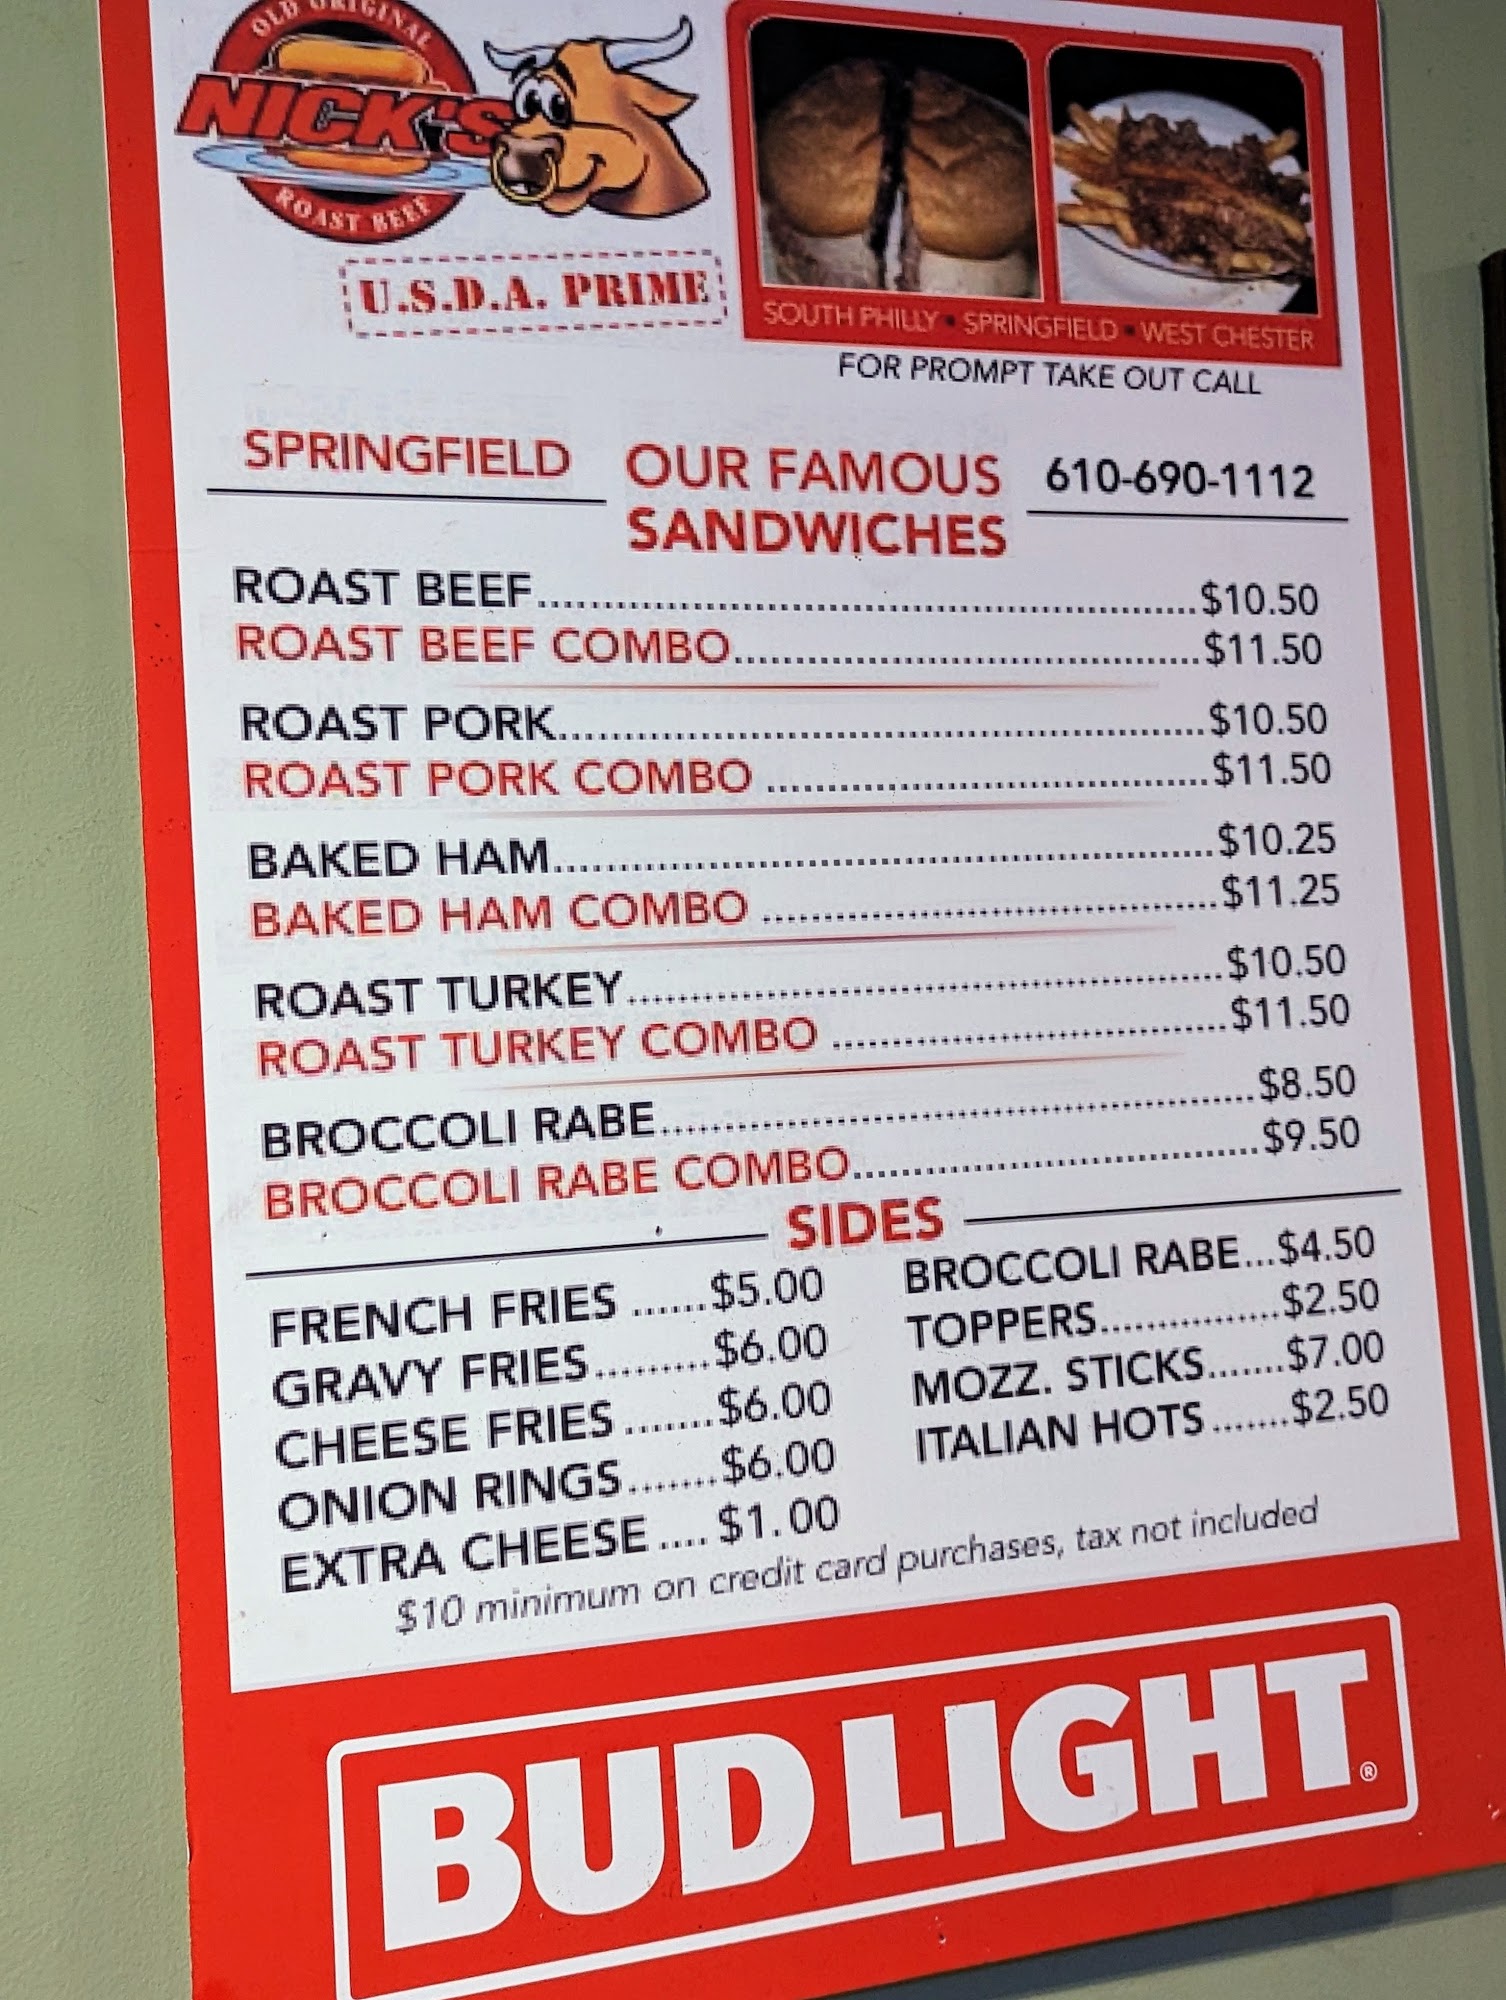 OLD ORIGINAL
NICK'S
ROAST BEEF
U.S.D.A. PRIME
SOUTH PHILLY • SPRINGFIELD • WEST CHESTER
FOR PROMPT TAKE OUT CALL
SPRINGFIELD
OUR FAMOUS
SANDWICHES
610-690-1112
ROAST BEEF.......................................................$10.50
ROAST BEEF COMBO.......................................$11.50
ROAST PORK.....................................................$10.50
ROAST PORK COMBO .....................................$11.50
BAKED HAM.......................................................$10.25
BAKED HAM COMBO ......................................$11.25
ROAST TURKEY..................................................$10.50
ROAST TURKEY COMBO .................................$11.50
BROCCOLI RABE..................................................$8.50
BROCCOLI RABE COMBO..................................$9.50
SIDES
FRENCH FRIES .......$5.00
GRAVY FRIES.........$6.00
CHEESE FRIES .......$6.00
ONION RINGS.......$6.00
EXTRA CHEESE .... $1.00
BROCCOLI RABE...$4.50
TOPPERS................$2.50
MOZZ. STICKS.......$7.00
ITALIAN HOTS .......$2.50
$10 minimum on credit card purchases, tax not included
BUD LIGHT®